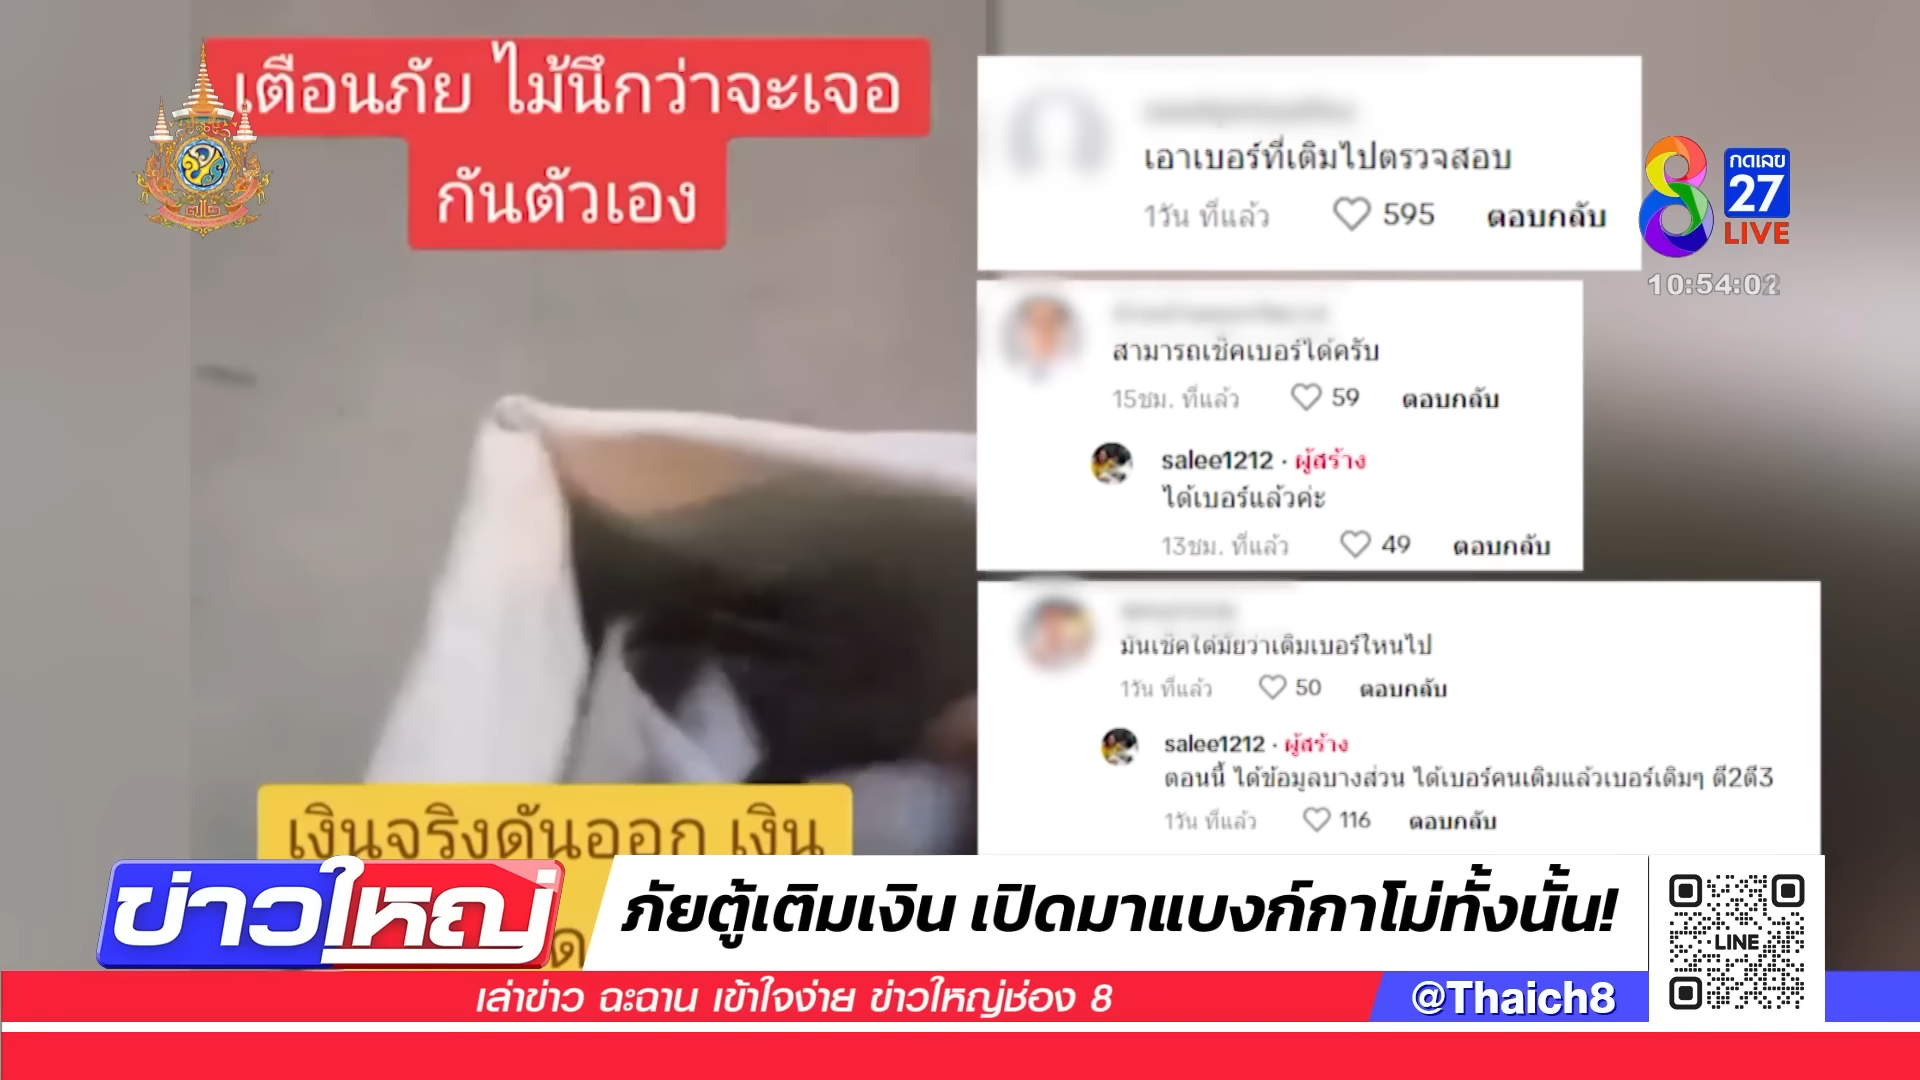 เตือนภัย ไม้นึกว่าจะเจอ
กันตัวเอง
เอาเบอร์ที่เติมไปตรวจสอบ
1วัน ที่แล้ว 595 ตอบกลับ
กดเลข
27
LIVE
10:54:02
สามารถเช็คเบอร์ได้ครับ
15ชม. ที่แล้ว 59 ตอบกลับ
salee1212 · ผู้สร้าง
ได้เบอร์แล้วค่ะ
13ชม. ที่แล้ว 49 ตอบกลับ
มันเช็คได้มัยว่าเติมเบอร์ใหนไป
1วัน ที่แล้ว 50 ตอบกลับ
salee1212 · ผู้สร้าง
ตอนนี้ ได้ข้อมูลบางส่วน ได้เบอร์คนเติมแล้วเบอร์เดิมๆ ตี2ตี3
1วัน ที่แล้ว 116 ตอบกลับ
เงินจริงดันออก เงิน
ข่าวใหญ่
ภัยตู้เติมเงิน เปิดมาแบงก์กาโม่ทั้งนั้น!
LINE
เล่าข่าว ฉะฉาน เข้าใจง่าย ข่าวใหญ่ช่อง 8
@Thaich8